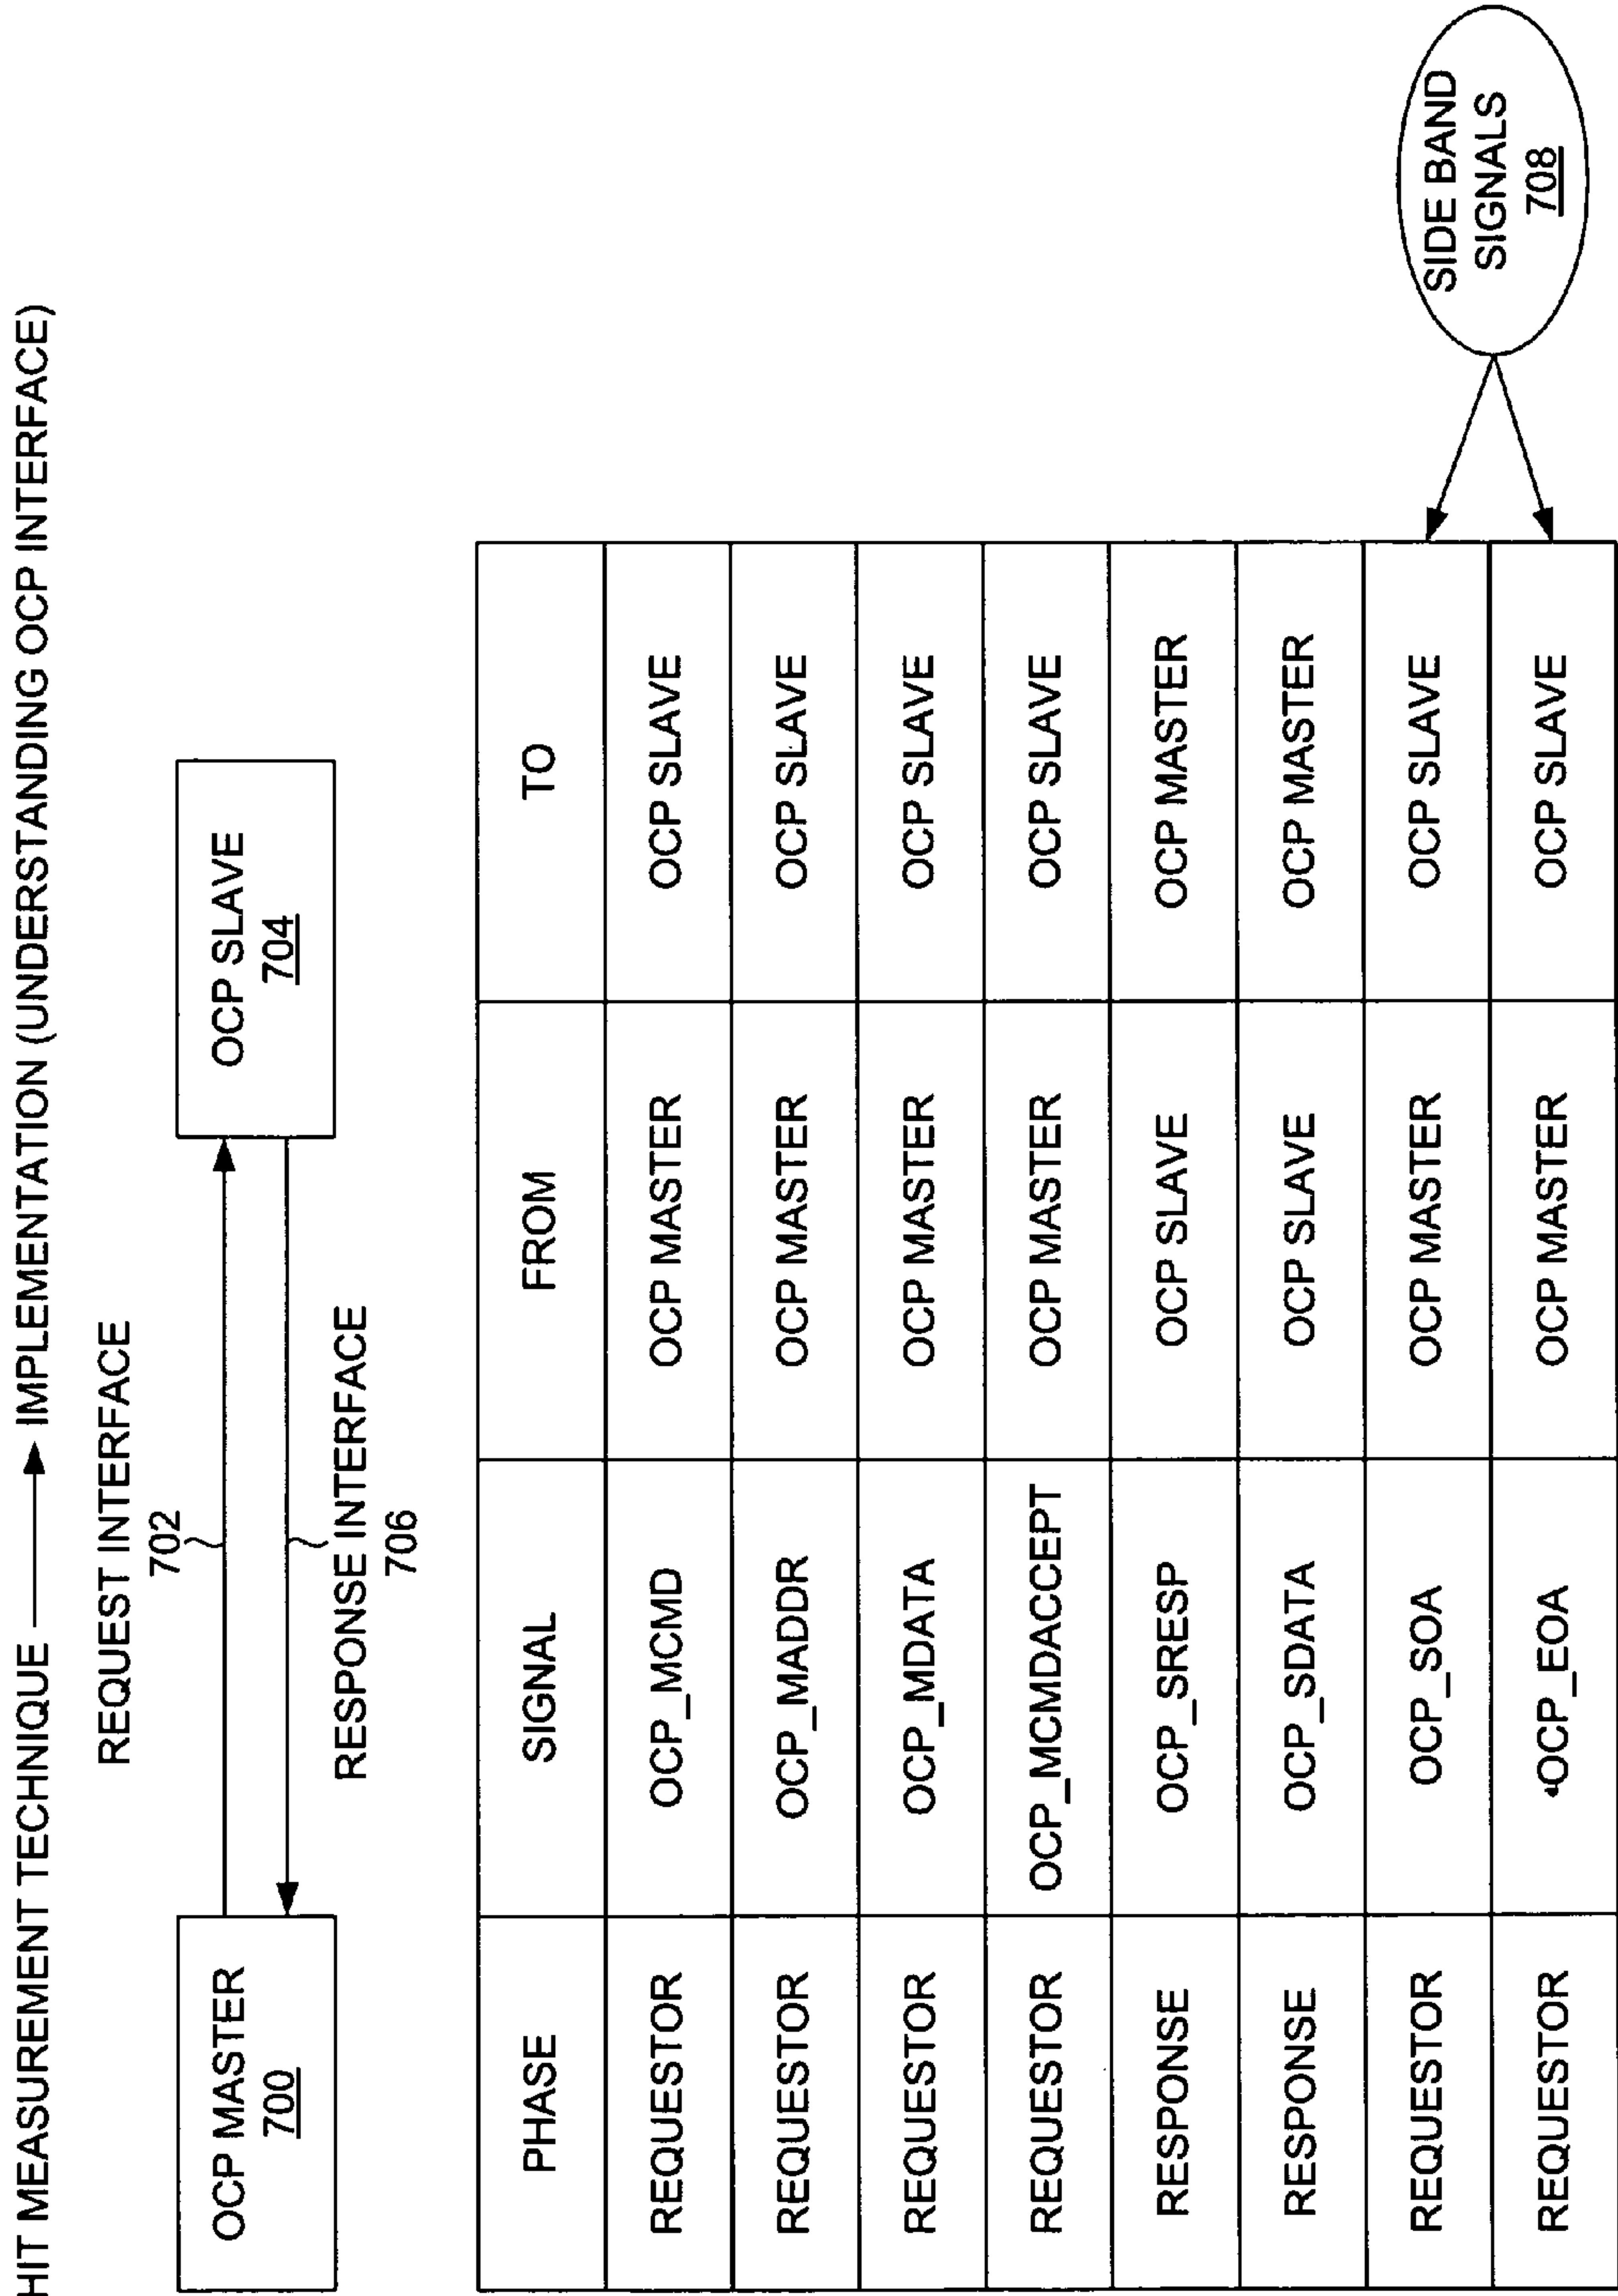 HIT MEASUREMENT TECHNIQUE → IMPLEMENTATION (UNDERSTANDING OCP INTERFACE)
REQUEST INTERFACE
702
OCP MASTER
700
OCP SLAVE
704
RESPONSE INTERFACE
706
PHASE SIGNAL FROM TO
REQUESTOR OCP_MCMD OCP MASTER OCP SLAVE
REQUESTOR OCP_MADDR OCP MASTER OCP SLAVE
REQUESTOR OCP_MDATA OCP MASTER OCP SLAVE
REQUESTOR OCP_MCMDACCEPT OCP MASTER OCP SLAVE
RESPONSE OCP_SRESP OCP SLAVE OCP MASTER
RESPONSE OCP_SDATA OCP SLAVE OCP MASTER
REQUESTOR OCP_SOA OCP MASTER OCP SLAVE
REQUESTOR OCP_EOA OCP MASTER OCP SLAVE
SIDE BAND
SIGNALS
708